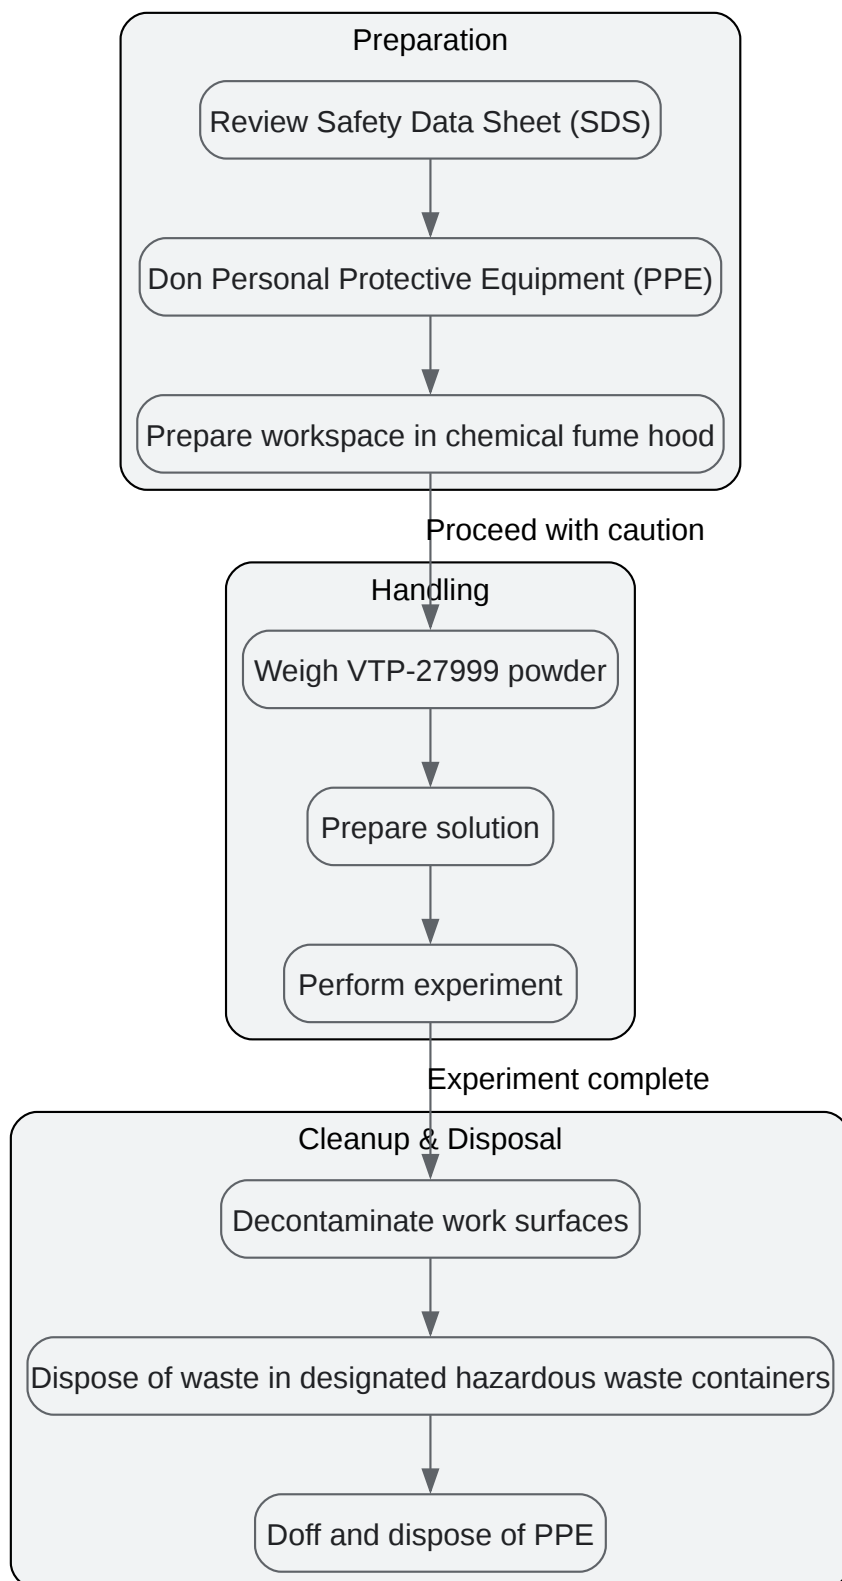 Preparation
Review Safety Data Sheet (SDS)
Don Personal Protective Equipment (PPE)
Prepare workspace in chemical fume hood
Proceed with caution
Handling
Weigh VTP-27999 powder
Prepare solution
Perform experiment
Experiment complete
Cleanup & Disposal
Decontaminate work surfaces
Dispose of waste in designated hazardous waste containers
Doff and dispose of PPE